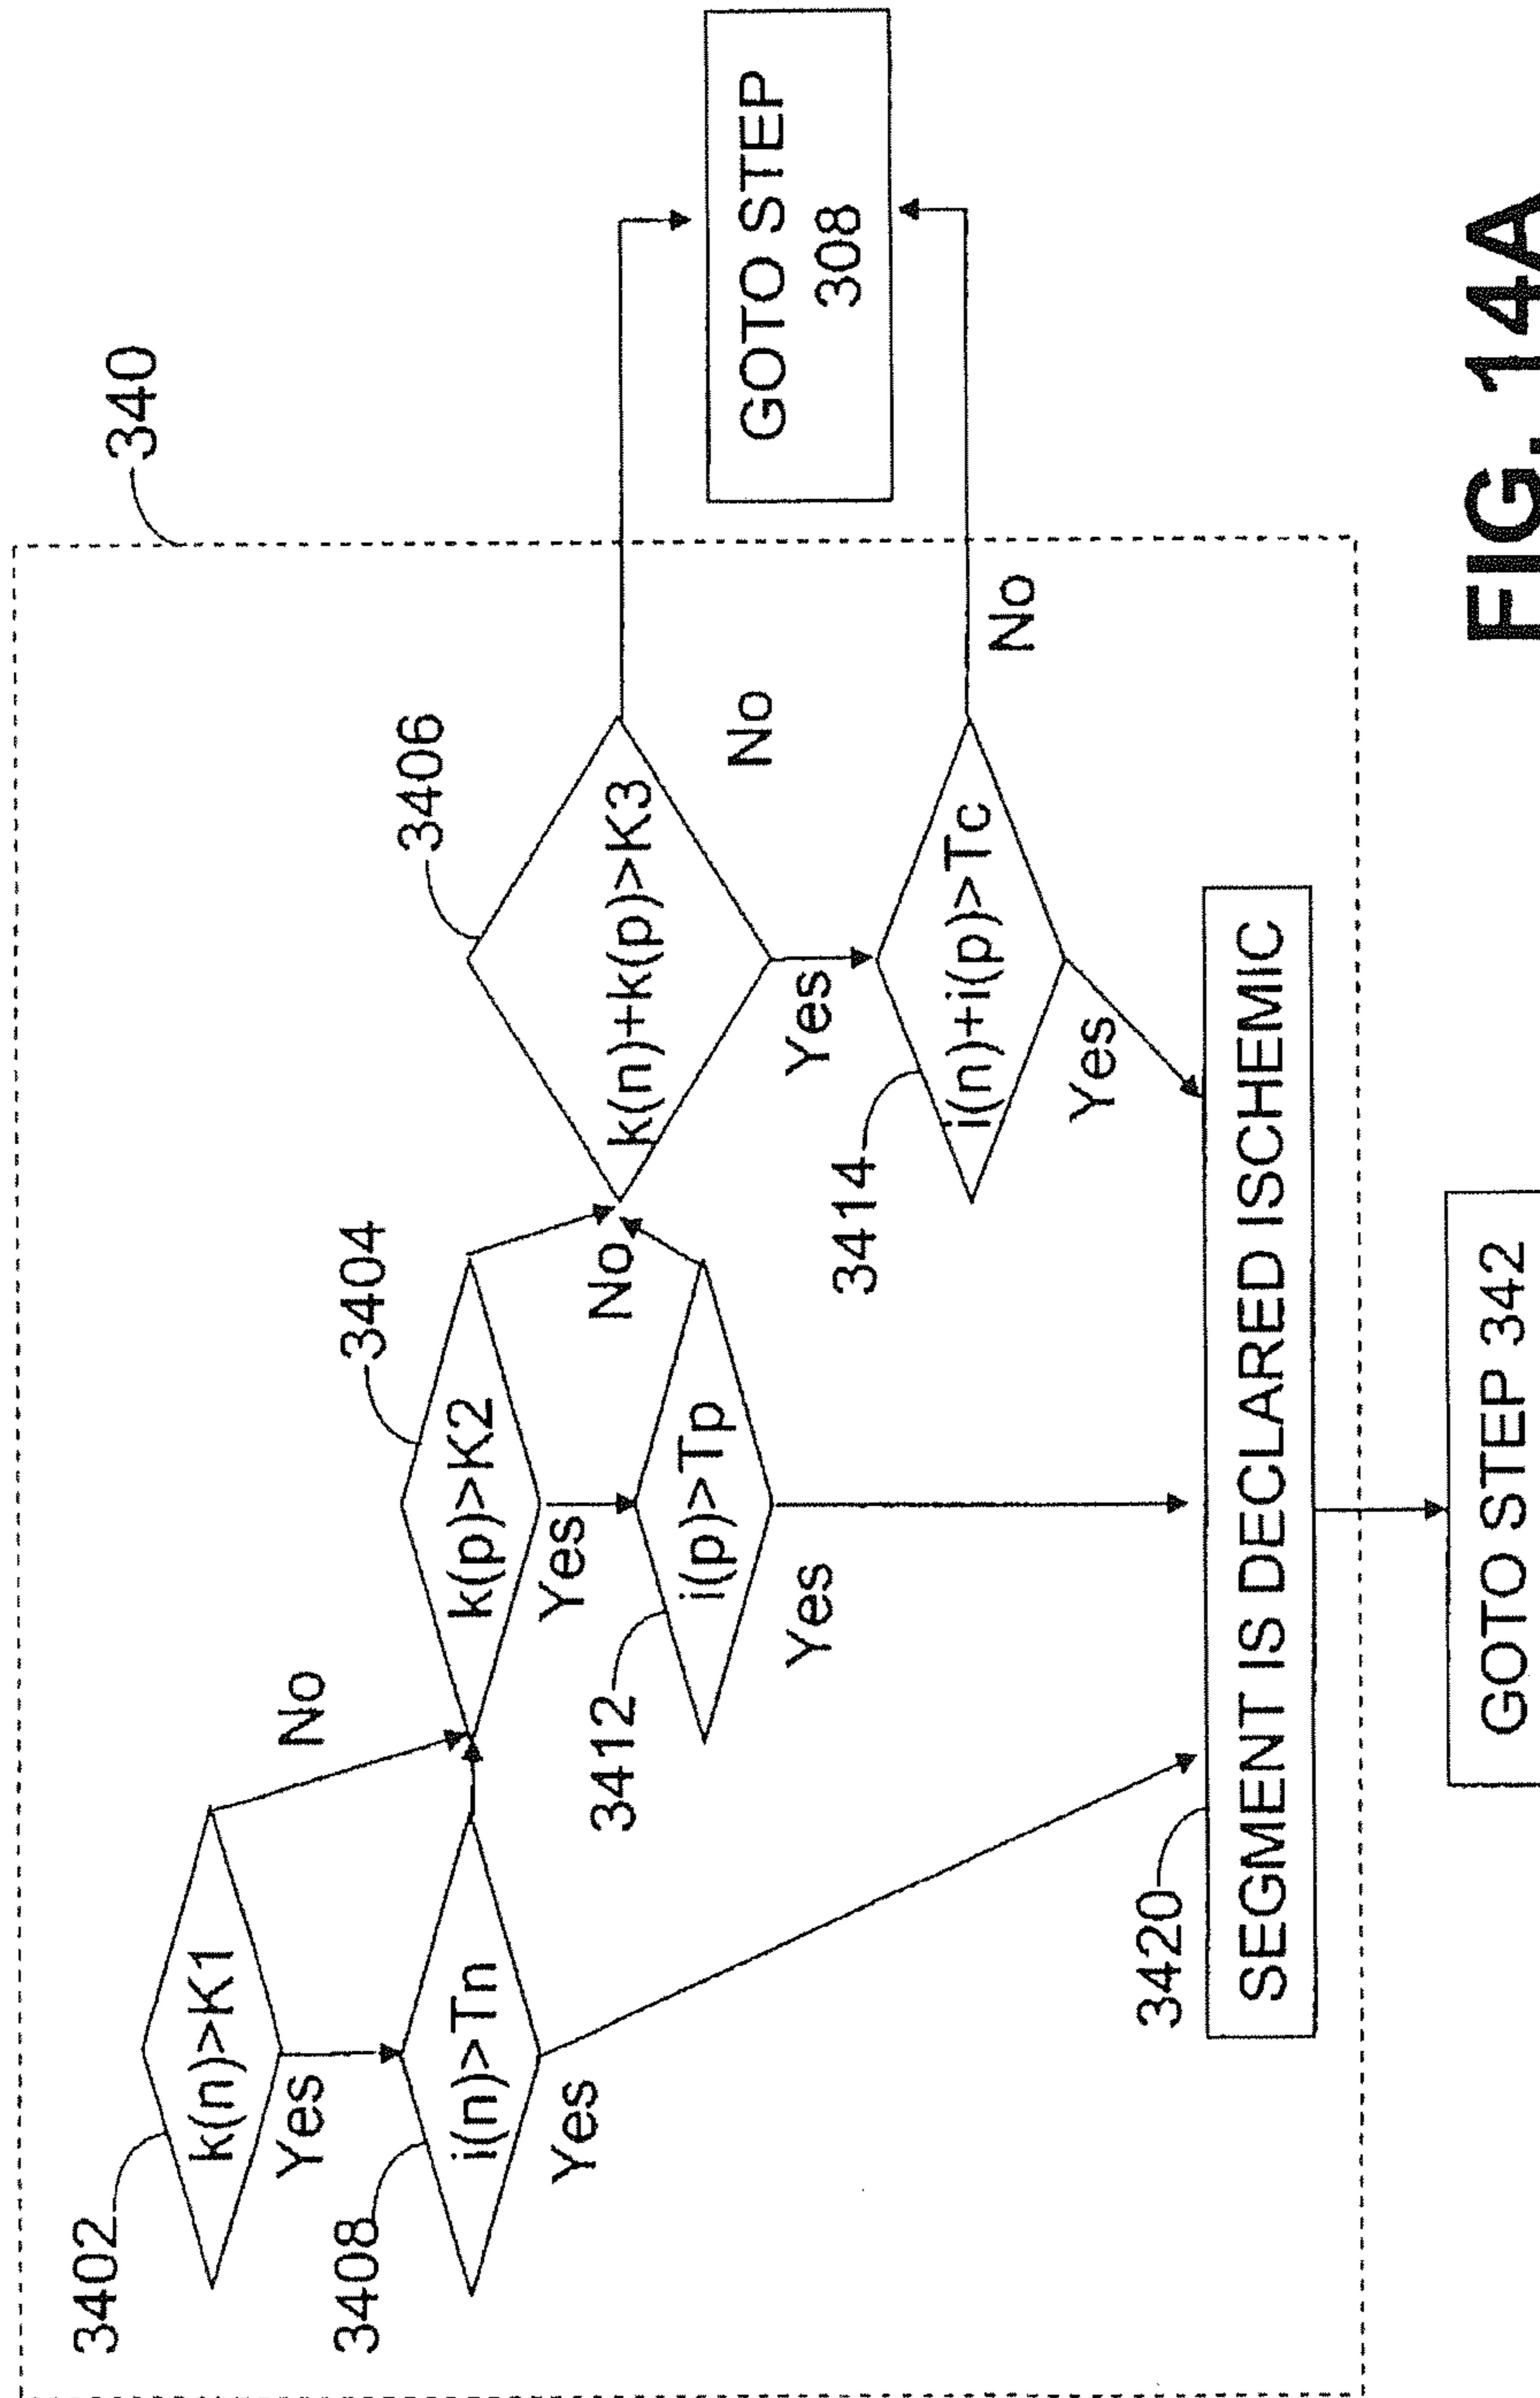 340
3402
k(n)>K1
Yes
No
3408
i(n)>Tn
Yes
3404
k(p)>K2
Yes
No
3412
i(p)>Tp
Yes
3406
k(n)+k(p)>K3
No
Yes
3414
i(n)+i(p)>Tc
No
Yes
GOTO STEP
308
3420
SEGMENT IS DECLARED ISCHEMIC
GOTO STEP 342
FIG. 14A